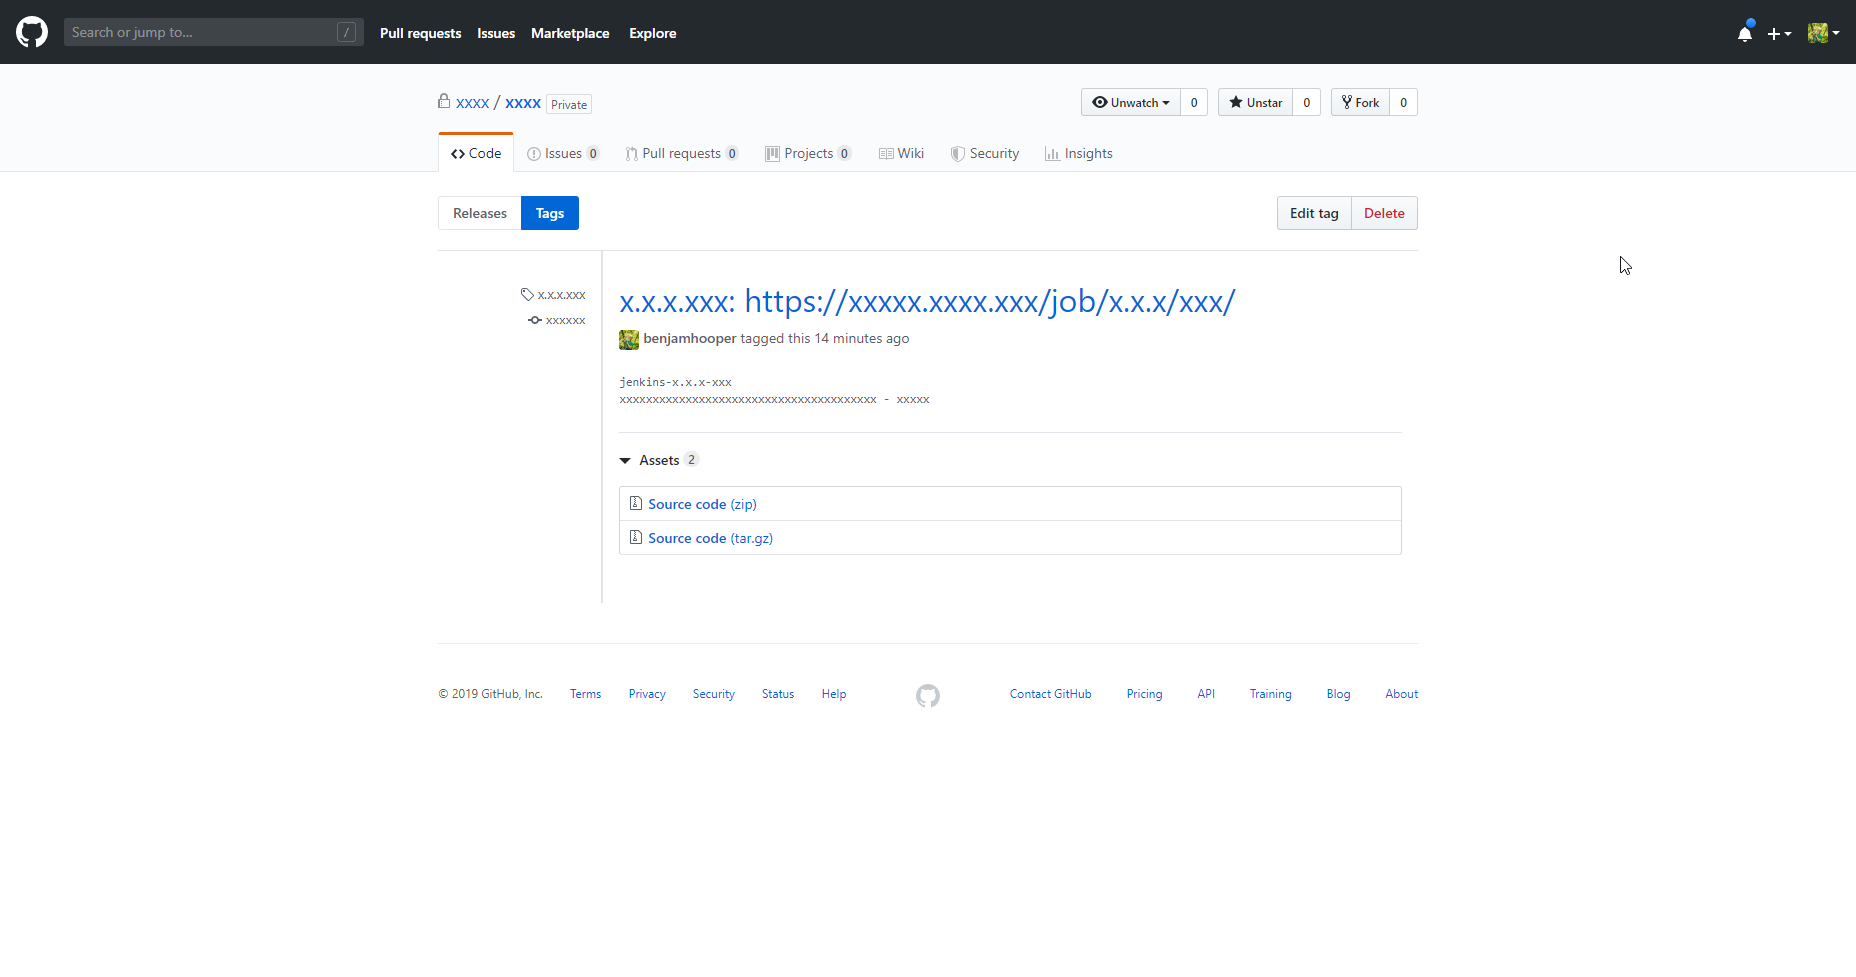 Search or jump to... /
Pull requests Issues Marketplace Explore
xxxx / xxxx Private
Unwatch 0 Unstar 0 Fork 0
Code Issues 0 Pull requests 0 Projects 0 Wiki Security Insights
Releases Tags
Edit tag Delete
x.x.x.xxx
xxxxxx
x.x.x.xxx: https://xxxxx.xxxx.xxx/job/x.x.x/xxx/
benjamhooper tagged this 14 minutes ago
jenkins-x.x.x-xxx
xxxxxxxxxxxxxxxxxxxxxxxxxxxxxxxxxxxxxxx - xxxxx
Assets 2
Source code (zip)
Source code (tar.gz)
© 2019 GitHub, Inc. Terms Privacy Security Status Help Contact GitHub Pricing API Training Blog About